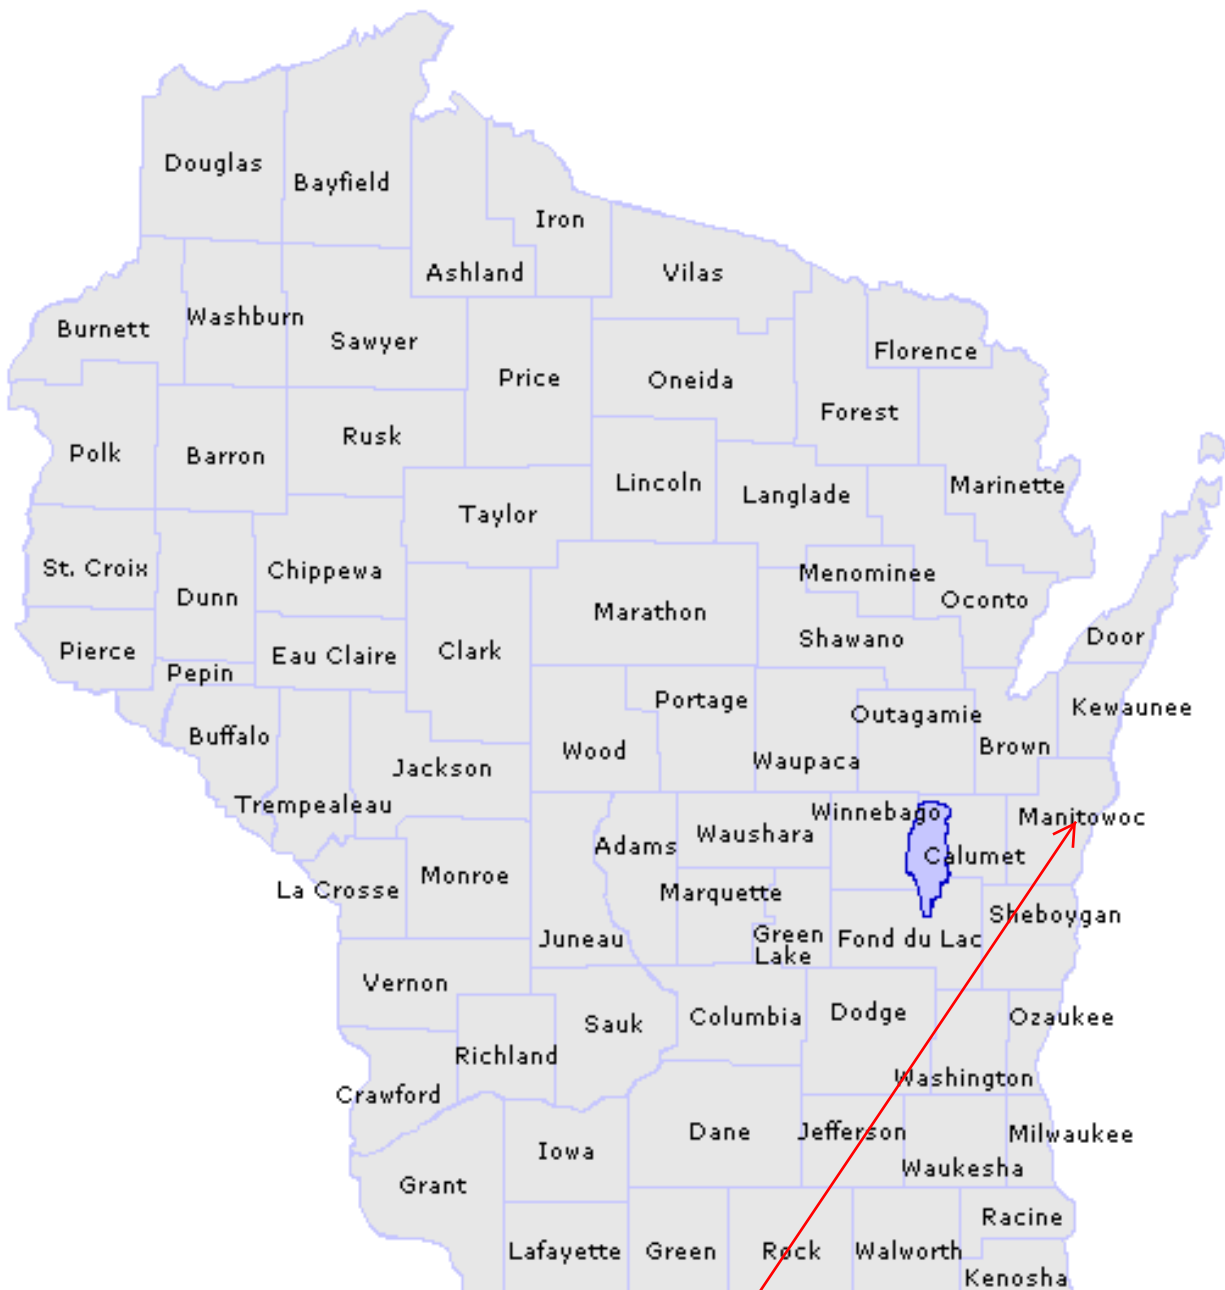 Douglas
Bayfield
Iron
Ashland
Vilas
Burnett
Washburn
Sawyer
Florence
Price
Oneida
Forest
Polk
Barron
Rusk
Lincoln
Langlade
Marinette
Taylor
St. Croix
Chippewa
Menominee
Dunn
Marathon
Oconto
Pierce
Eau Claire
Clark
Shawano
Door
Pepin
Portage
Kewaunee
Buffalo
Outagamie
Wood
Brown
Jackson
Waupaca
Trempealeau
Winnebago
Manitowoc
Adams
Waushara
Calumet
La Crosse
Monroe
Marquette
Sheboygan
Juneau
Green
Lake
Fond du Lac
Vernon
Sauk
Columbia
Dodge
Ozaukee
Richland
Crawford
Washington
Iowa
Dane
Jefferson
Milwaukee
Waukesha
Grant
Racine
Lafayette
Green
Rock
Walworth
Kenosha